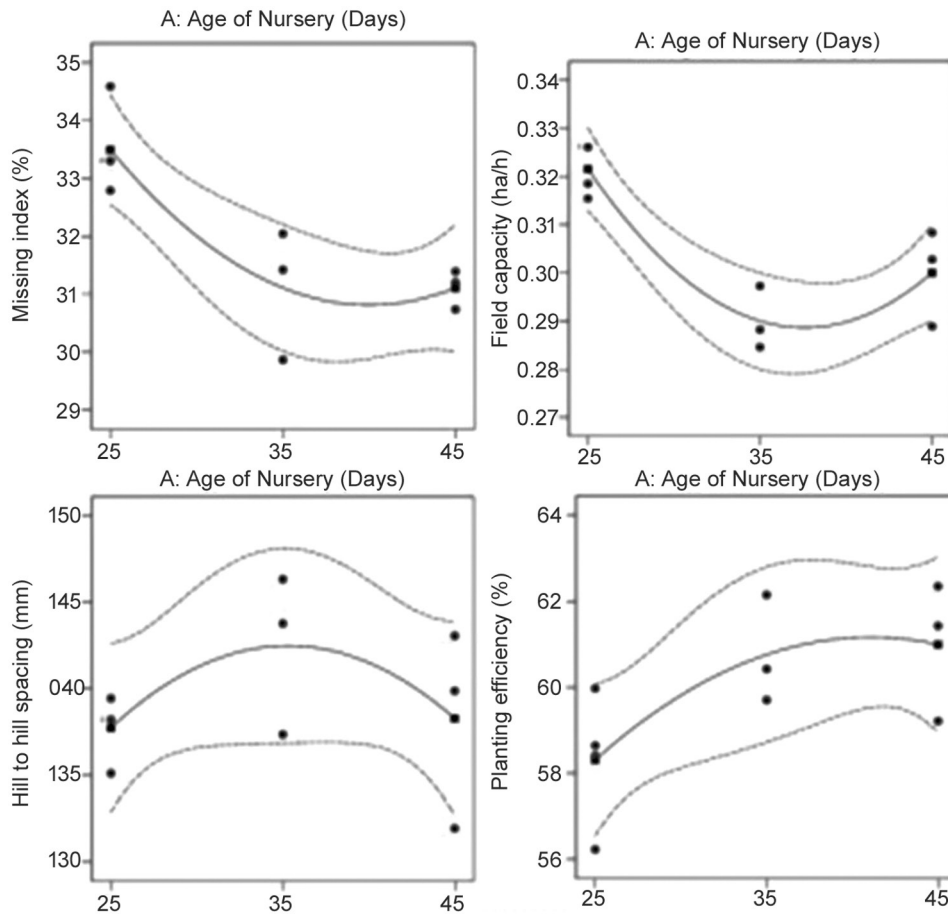 A: Age of Nursery (Days)
A: Age of Nursery (Days)
Missing index (%)
35
34
33
32
31
30
29
25 35 45
Field capacity (ha/h)
0.34
0.33
0.32
0.31
0.30
0.29
0.28
0.27
25 35 45
A: Age of Nursery (Days)
A: Age of Nursery (Days)
Hill to hill spacing (mm)
150
145
040
135
130
25 35 45
Planting efficiency (%)
64
62
60
58
56
25 35 45